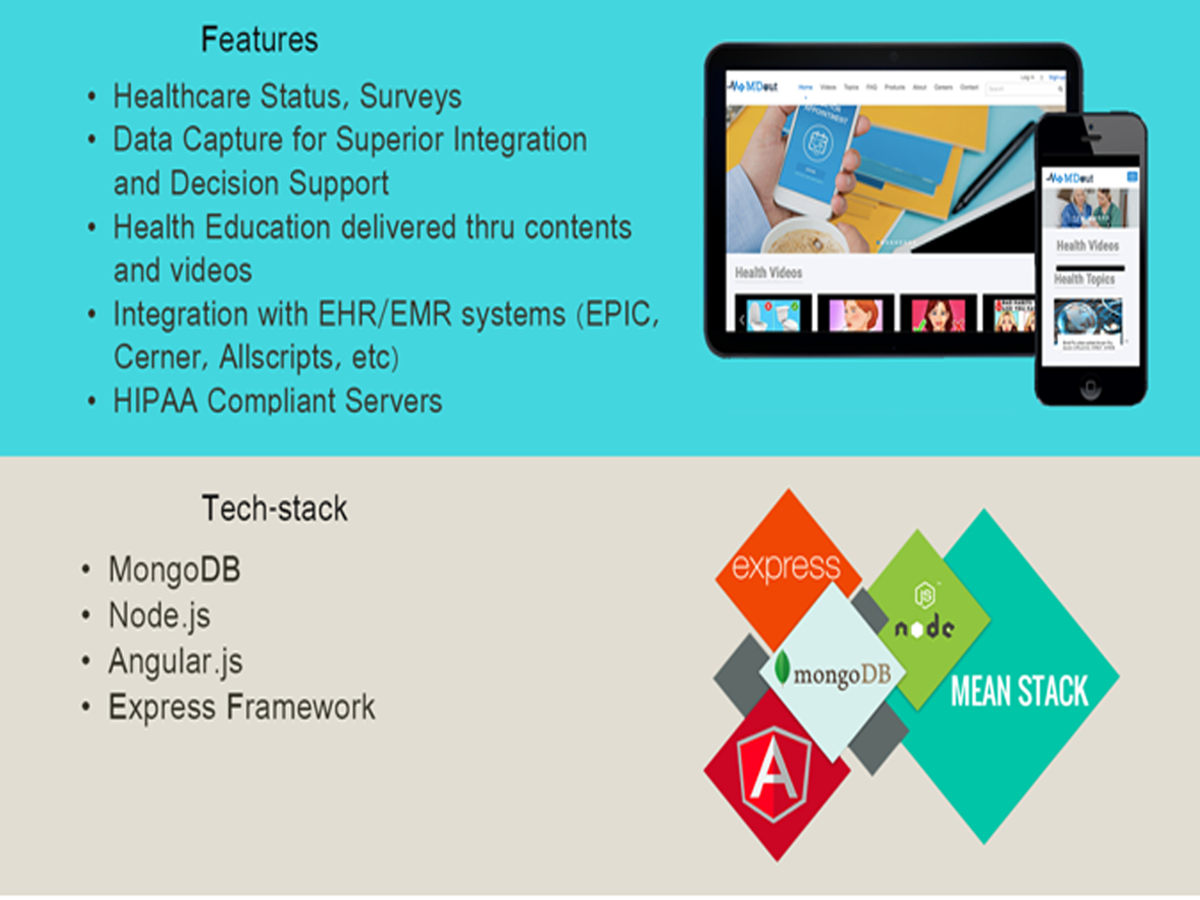 Features
• Healthcare Status, Surveys
• Data Capture for Superior Integration
and Decision Support
• Health Education delivered thru contents
and videos
• Integration with EHR/EMR systems (EPIC,
Cerner, Allscripts, etc)
• HIPAA Compliant Servers
MDout
Log In | Sign up
Home Videos Topics FAQ Products About Careers Contact
Search
APPOINTMENT
Health Videos
MDout
Health Videos
Health Topics
Tech-stack
• MongoDB
• Node.js
• Angular.js
• Express Framework
express
JS
node
mongoDB
MEAN STACK
A